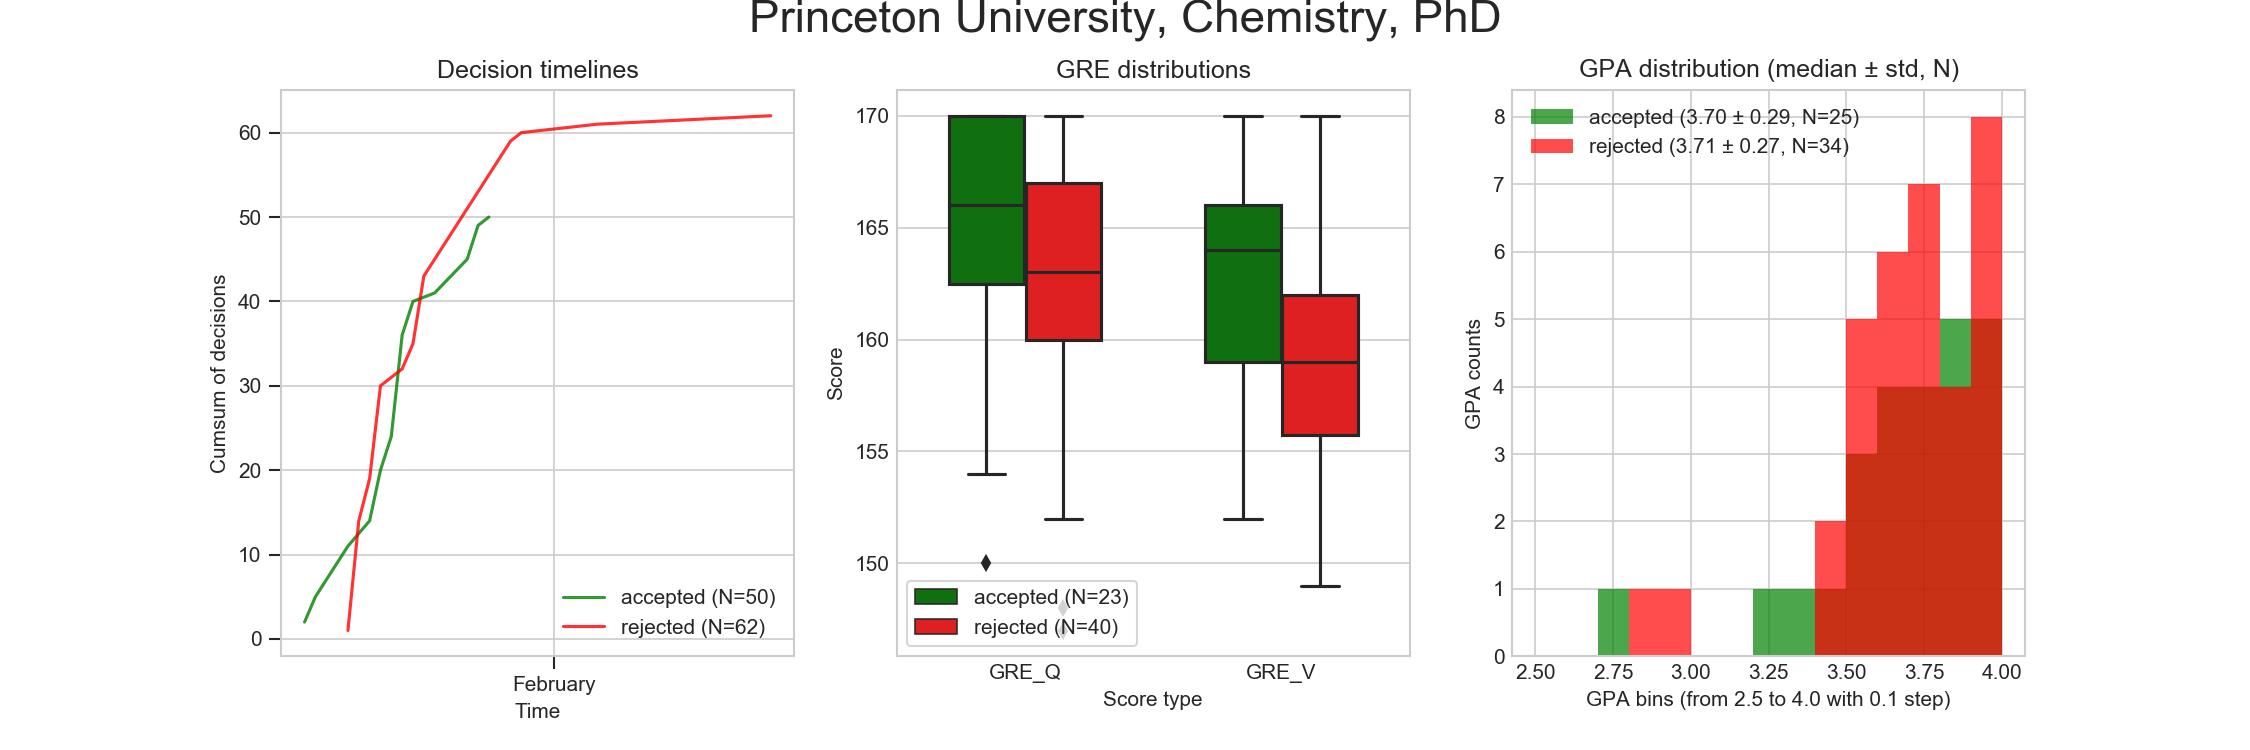 Princeton University, Chemistry, PhD
Decision timelines
Cumsum of decisions
60
50
40
30
20
10
0
accepted (N=50)
rejected (N=62)
February
Time
GRE distributions
Score
170
165
160
155
150
accepted (N=23)
rejected (N=40)
GRE_Q GRE_V
Score type
GPA distribution (median ± std, N)
GPA counts
8
7
6
5
4
3
2
1
0
accepted (3.70 ± 0.29, N=25)
rejected (3.71 ± 0.27, N=34)
2.50 2.75 3.00 3.25 3.50 3.75 4.00
GPA bins (from 2.5 to 4.0 with 0.1 step)